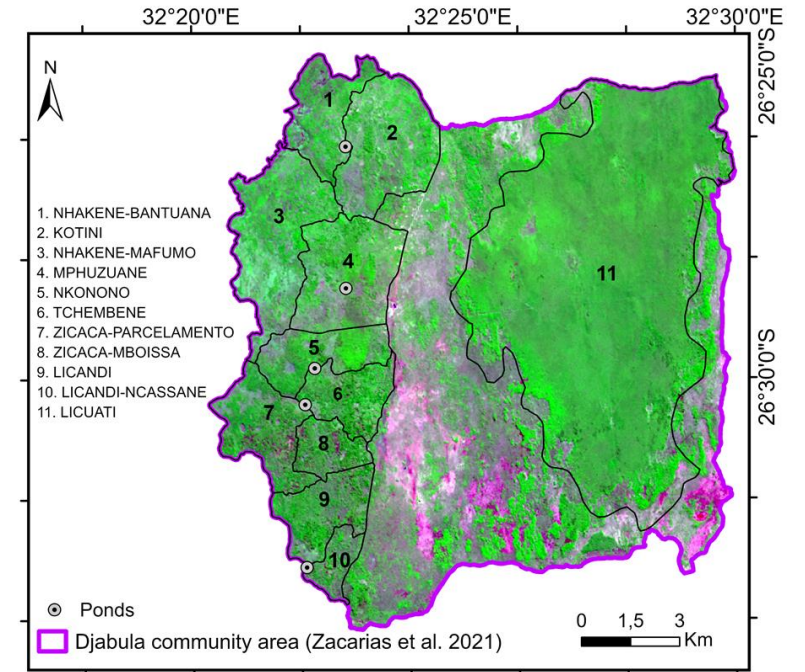 32°20'0"E 32°25'0"E 32°30'0"E
26°25'0"S
N
1
2
3
1. NHAKENE-BANTUANA
2. KOTINI
3. NHAKENE-MAFUMO
4. MPHUZUANE
5. NKONONO
6. TCHEMBENE
7. ZICACA-PARCELAMENTO
8. ZICACA-MBOISSA
9. LICANDI
10. LICANDI-NCASSANE
11. LICUATI
4
11
5
6
7
8
9
10
26°30'0"S
Ponds
Djabula community area (Zacarias et al. 2021)
0 1,5 3
Km